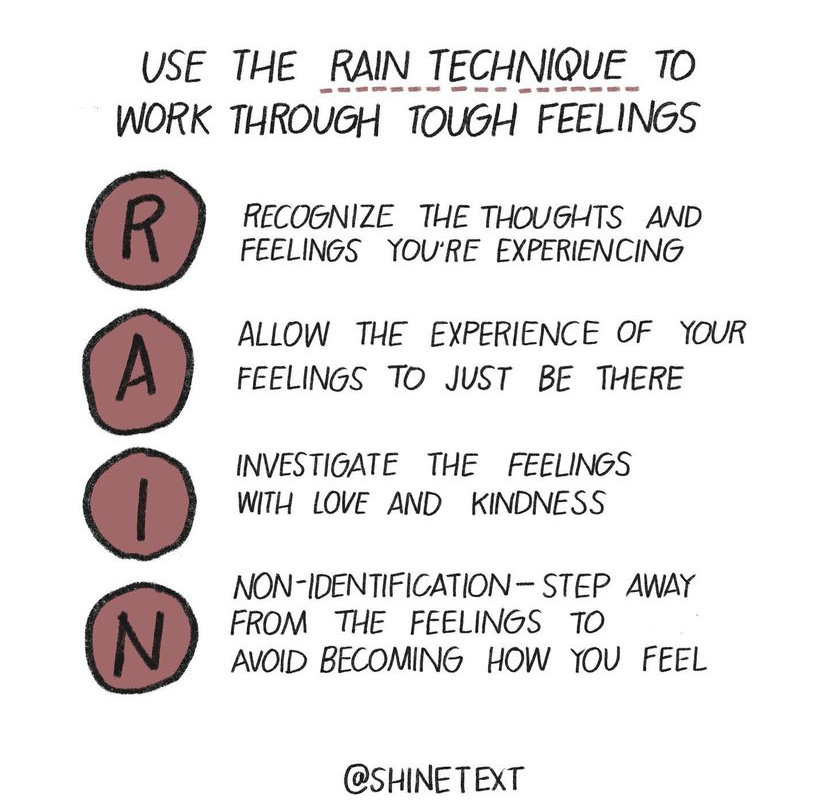 USE THE RAIN TECHNIQUE TO
WORK THROUGH TOUGH FEELINGS
R
RECOGNIZE THE THOUGHTS AND
FEELINGS YOU'RE EXPERIENCING
A
ALLOW THE EXPERIENCE OF YOUR
FEELINGS TO JUST BE THERE
I
INVESTIGATE THE FEELINGS
WITH LOVE AND KINDNESS
N
NON-IDENTIFICATION – STEP AWAY
FROM THE FEELINGS TO
AVOID BECOMING HOW YOU FEEL
@SHINETEXT